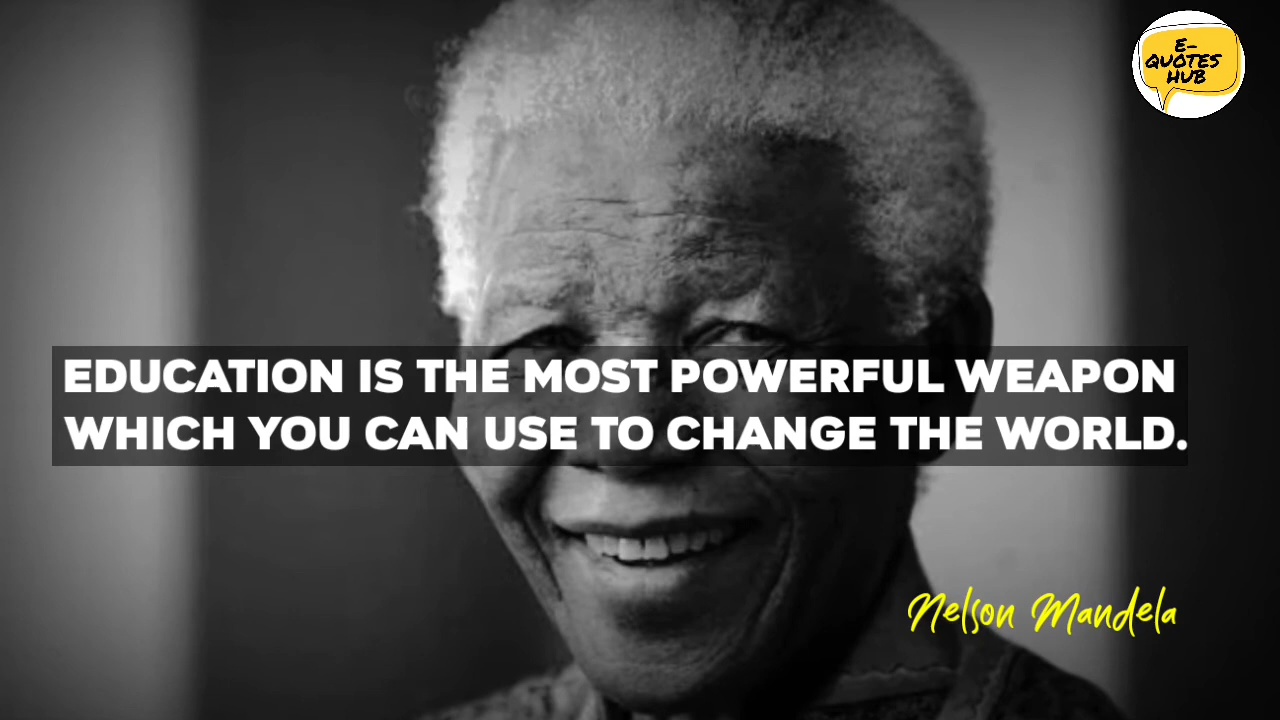 E-
QUOTES
HUB
EDUCATION IS THE MOST POWERFUL WEAPON
WHICH YOU CAN USE TO CHANGE THE WORLD.
Nelson Mandela